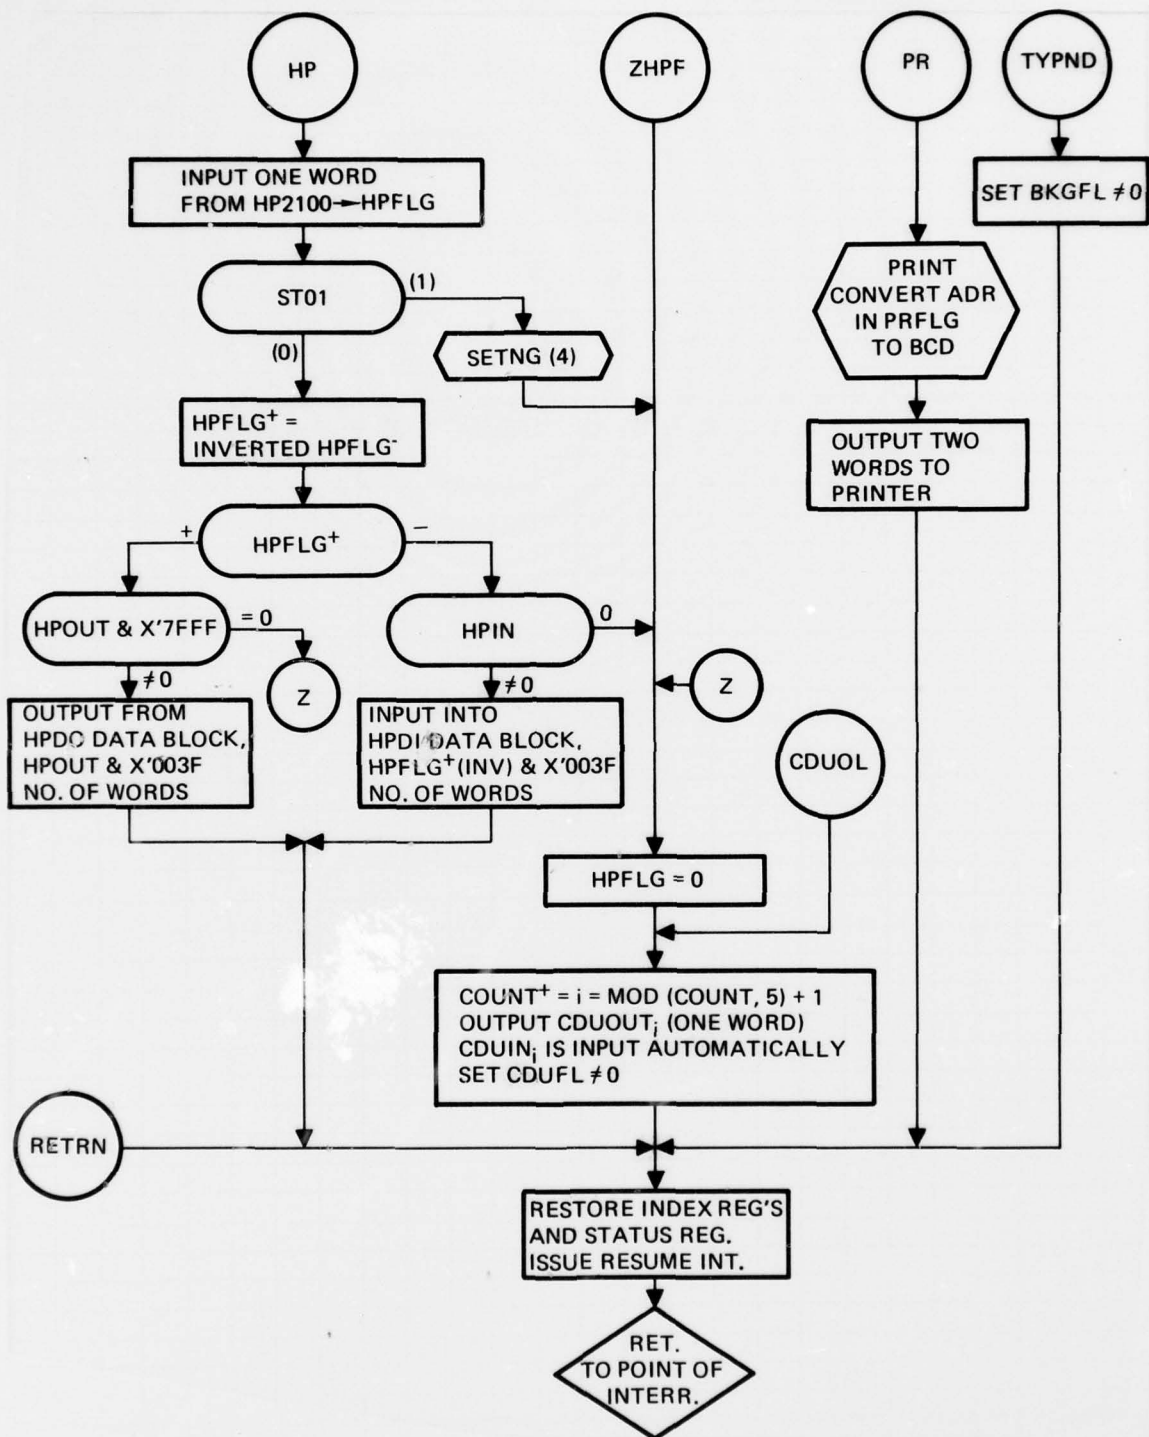 HP
ZHPF
PR
TYPND
INPUT ONE WORD
FROM HP2100→HPFLG
SET BKGFL ≠ 0
ST01
(1)
(0)
PRINT
CONVERT ADR
IN PRFLG
TO BCD
SETNG (4)
HPFLG⁺ =
INVERTED HPFLG⁻
OUTPUT TWO
WORDS TO
PRINTER
+
HPFLG⁺
−
HPOUT & X'7FFF
= 0
HPIN
0
≠0
Z
≠0
Z
OUTPUT FROM
HPDO DATA BLOCK,
HPOUT & X'003F
NO. OF WORDS
INPUT INTO
HPDI DATA BLOCK,
HPFLG⁺(INV) & X'003F
NO. OF WORDS
CDUOL
HPFLG = 0
COUNT⁺ = i = MOD (COUNT, 5) + 1
OUTPUT CDUOUTᵢ (ONE WORD)
CDUINᵢ IS INPUT AUTOMATICALLY
SET CDUFL ≠ 0
RETRN
RESTORE INDEX REG'S
AND STATUS REG.
ISSUE RESUME INT.
RET.
TO POINT OF
INTERR.